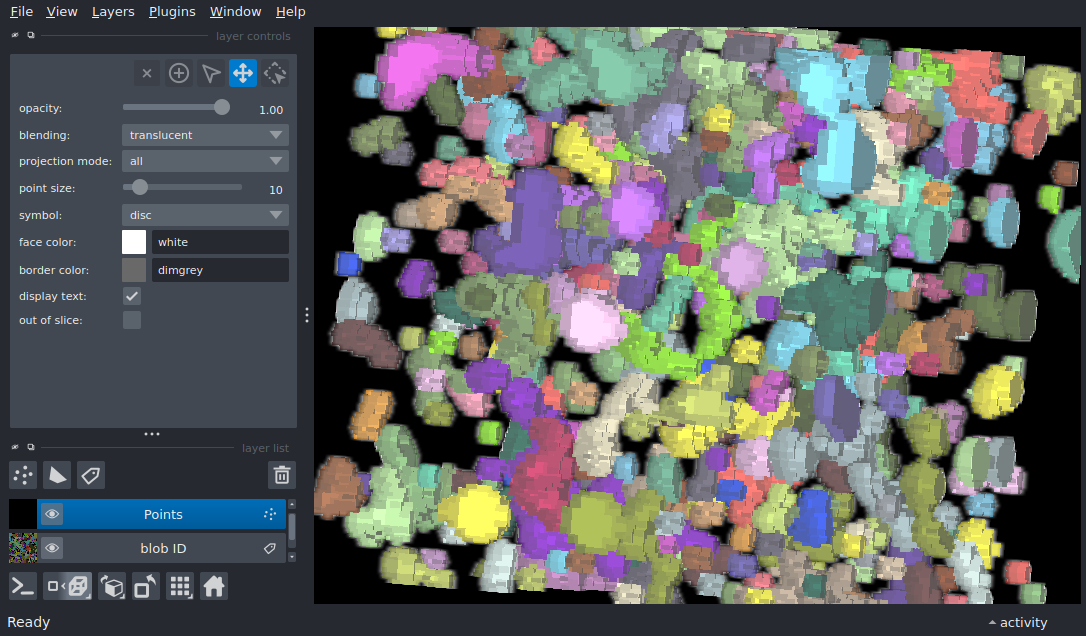 File View Layers Plugins Window Help
layer controls
opacity: 1.00
blending: translucent
projection mode: all
point size: 10
symbol: disc
face color: white
border color: dimgrey
display text:
out of slice:
layer list
Points
blob ID
Ready
activity